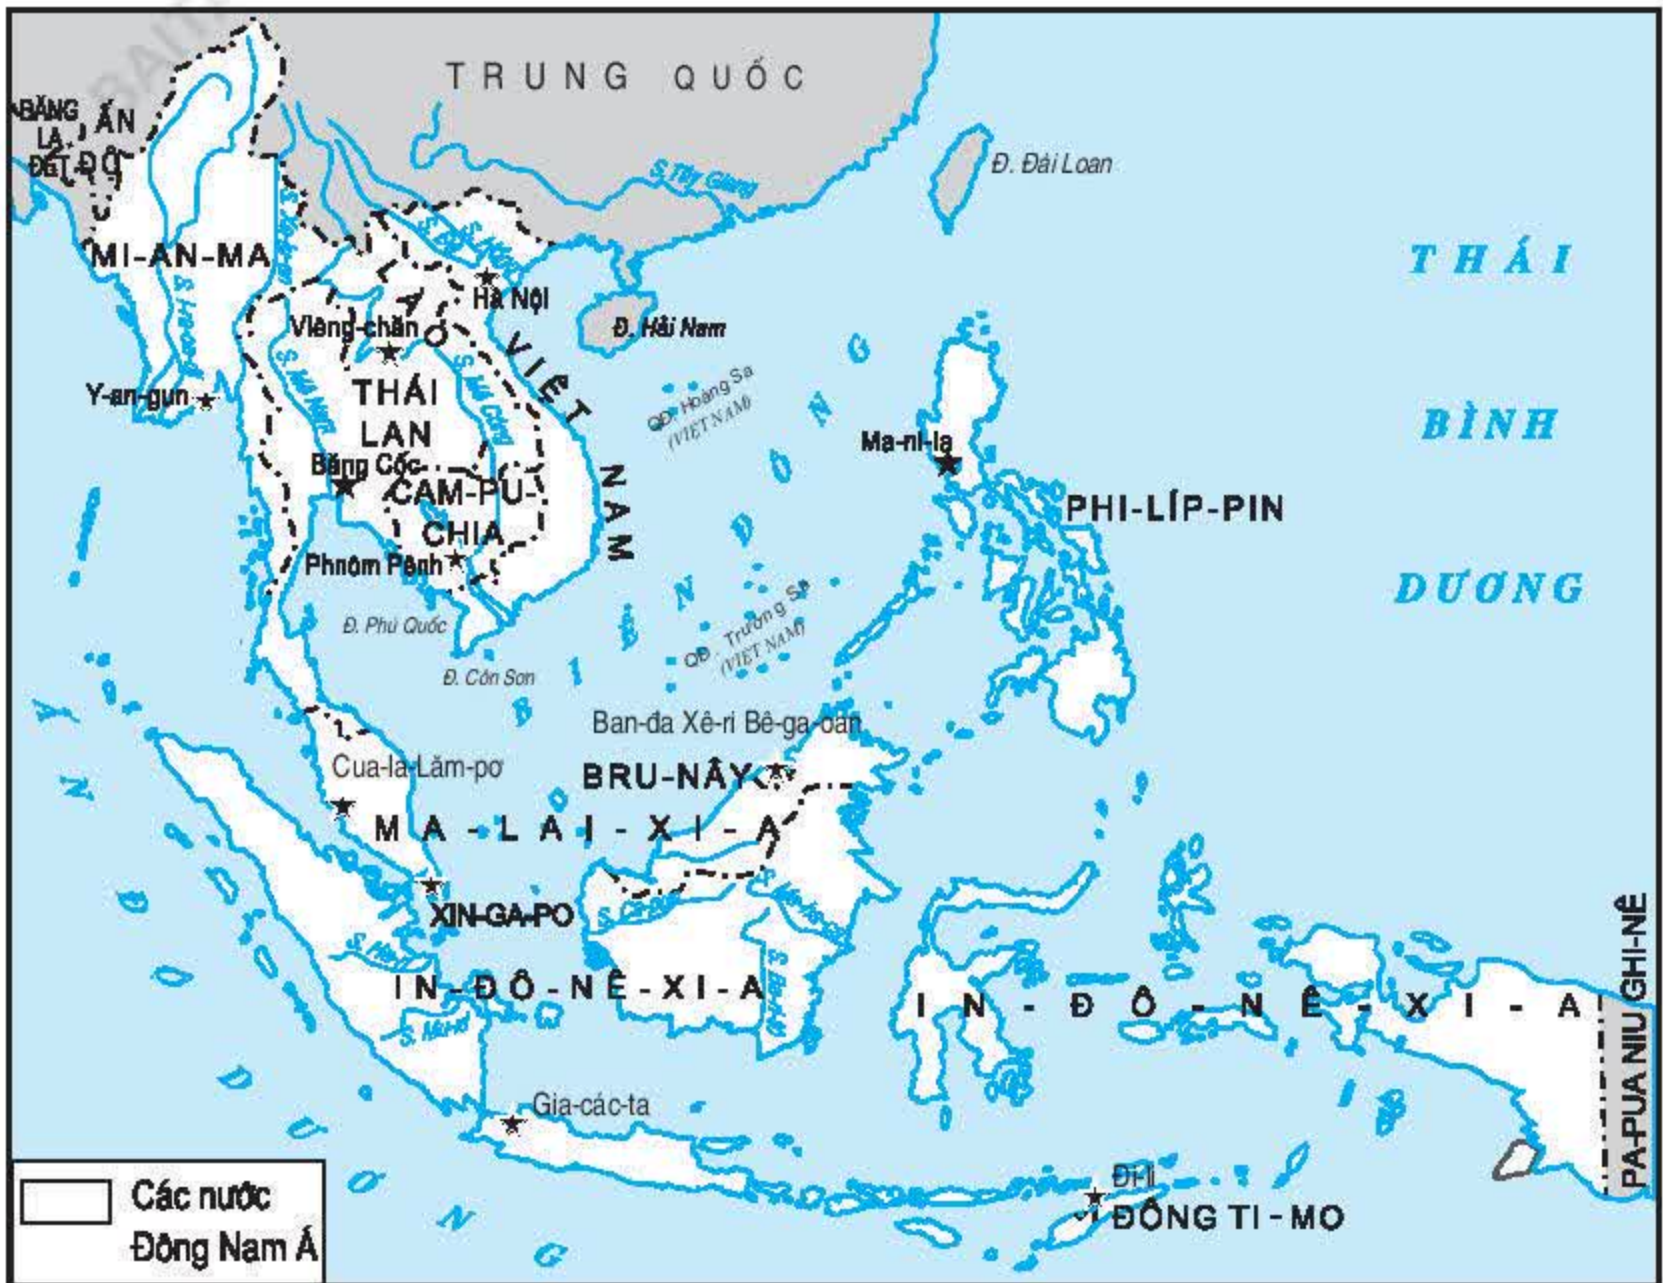 TRUNG QUỐC
BĂNG
LA
ĐÉT
ẤN
ĐỘ
S. Tây Giang
Đ. Đài Loan
MI-AN-MA
S. Đà
S. Hồng
Hà Nội
LÀO
Viêng-chăn
Đ. Hải Nam
VIỆT NAM
THÁI
BÌNH
DƯƠNG
Y-an-gun
THÁI
LAN
S. Mê Nam
S. Mê Công
QĐ. Hoàng Sa
(VIỆT NAM)
BIỂN ĐÔNG
Băng Cốc
CAM-PU-
CHIA
Phnôm Pênh
Ma-ni-la
PHI-LÍP-PIN
Đ. Phú Quốc
Đ. Côn Sơn
QĐ. Trường Sa
(VIỆT NAM)
Ban-đa Xê-ri Bê-ga-oan
BRU-NÂY
Cua-la-Lăm-pơ
MA-LAI-XI-A
XIN-GA-PO
IN-ĐÔ-NÊ-XI-A
IN-ĐÔ-NÊ-XI-A
PA-PUA NIU GHI-NÊ
Gia-các-ta
Đi-li
ĐÔNG TI-MO
ẤN ĐỘ DƯƠNG
Các nước
Đông Nam Á